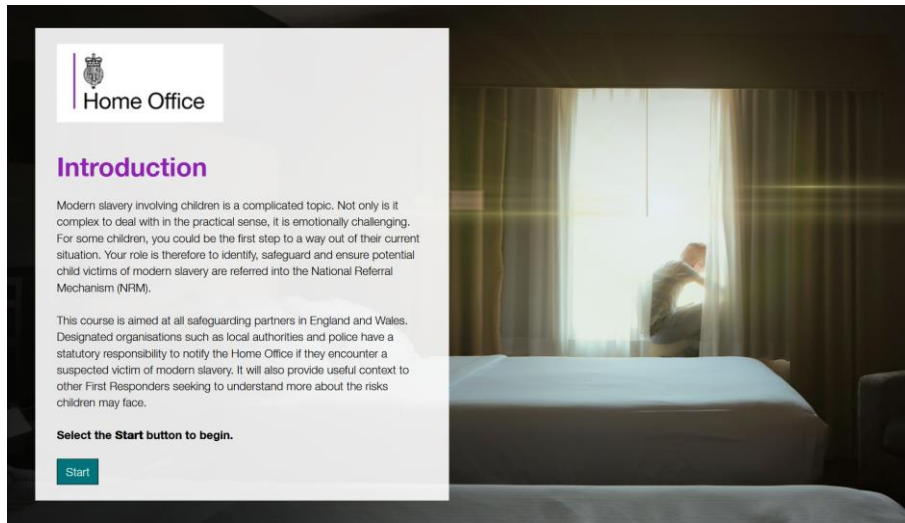 Home Office
Introduction
Modern slavery involving children is a complicated topic. Not only is it
complex to deal with in the practical sense, it is emotionally challenging.
For some children, you could be the first step to a way out of their current
situation. Your role is therefore to identify, safeguard and ensure potential
child victims of modern slavery are referred into the National Referral
Mechanism (NRM).
This course is aimed at all safeguarding partners in England and Wales.
Designated organisations such as local authorities and police have a
statutory responsibility to notify the Home Office if they encounter a
suspected victim of modern slavery. It will also provide useful context to
other First Responders seeking to understand more about the risks
children may face.
Select the Start button to begin.
Start